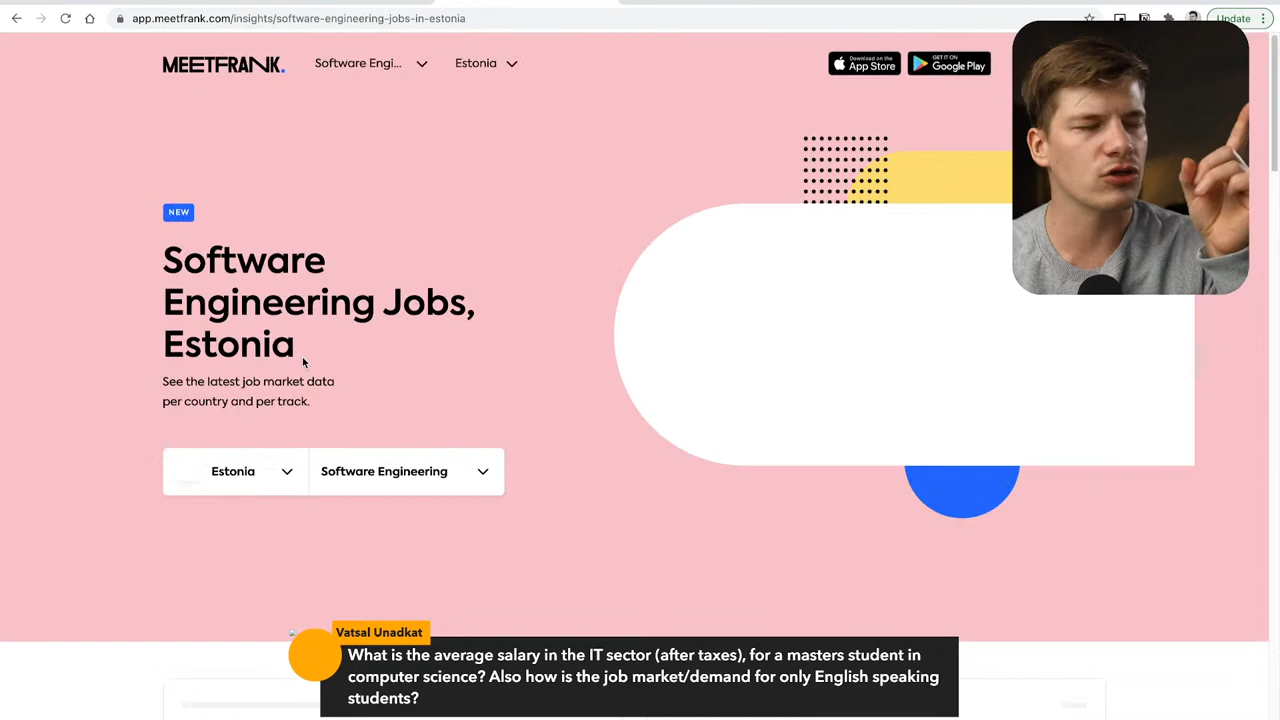 app.meetfrank.com/insights/software-engineering-jobs-in-estonia
Update
MEETFRANK.
Software Engi...
Estonia
Download on the
App Store
GET IT ON
Google Play
NEW
Software
Engineering Jobs,
Estonia
See the latest job market data
per country and per track.
Estonia
Software Engineering
Vatsal Unadkat
What is the average salary in the IT sector (after taxes), for a masters student in
computer science? Also how is the job market/demand for only English speaking
students?